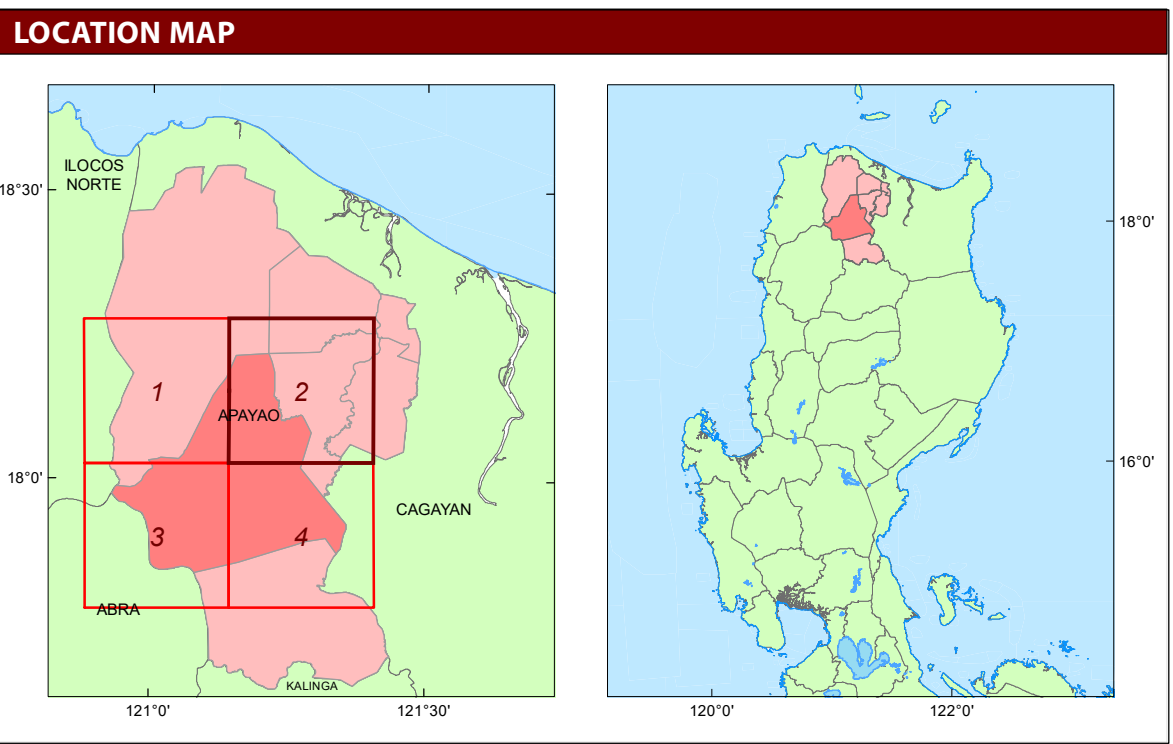 LOCATION MAP
ILOCOS
NORTE
18°30'
18°0'
1
2
APAYAO
18°0'
CAGAYAN
16°0'
3
4
ABRA
KALINGA
121°0'
121°30'
120°0'
122°0'